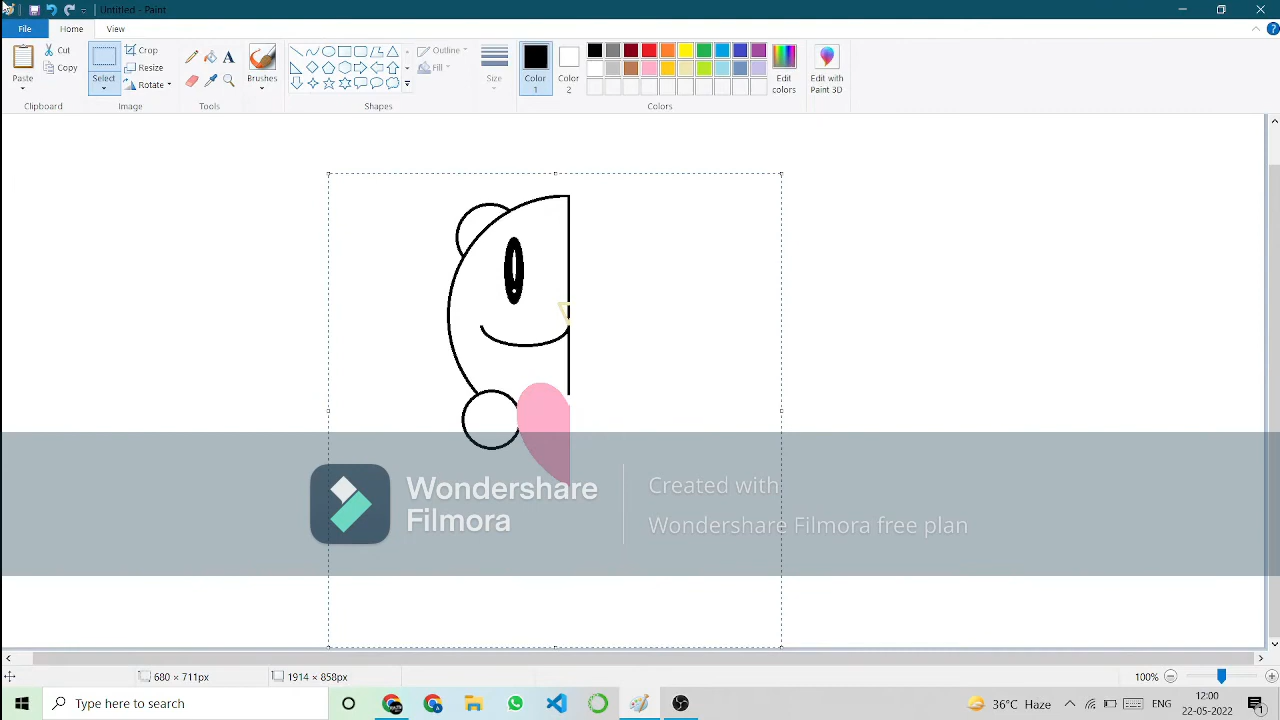 Untitled - Paint
File
Home
View
Paste
Cut
Copy
Clipboard
Select
Crop
Resize
Rotate
Image
A
Tools
Brushes
Shapes
Outline
Fill
Size
Color
1
Color
2
Colors
Edit
colors
Edit with
Paint 3D
Wondershare
Filmora
Created with
Wondershare Filmora free plan
680 × 711px
1914 × 858px
100%
Type here to search
36°C Haze
ENG
12:00
22-05-2022
1